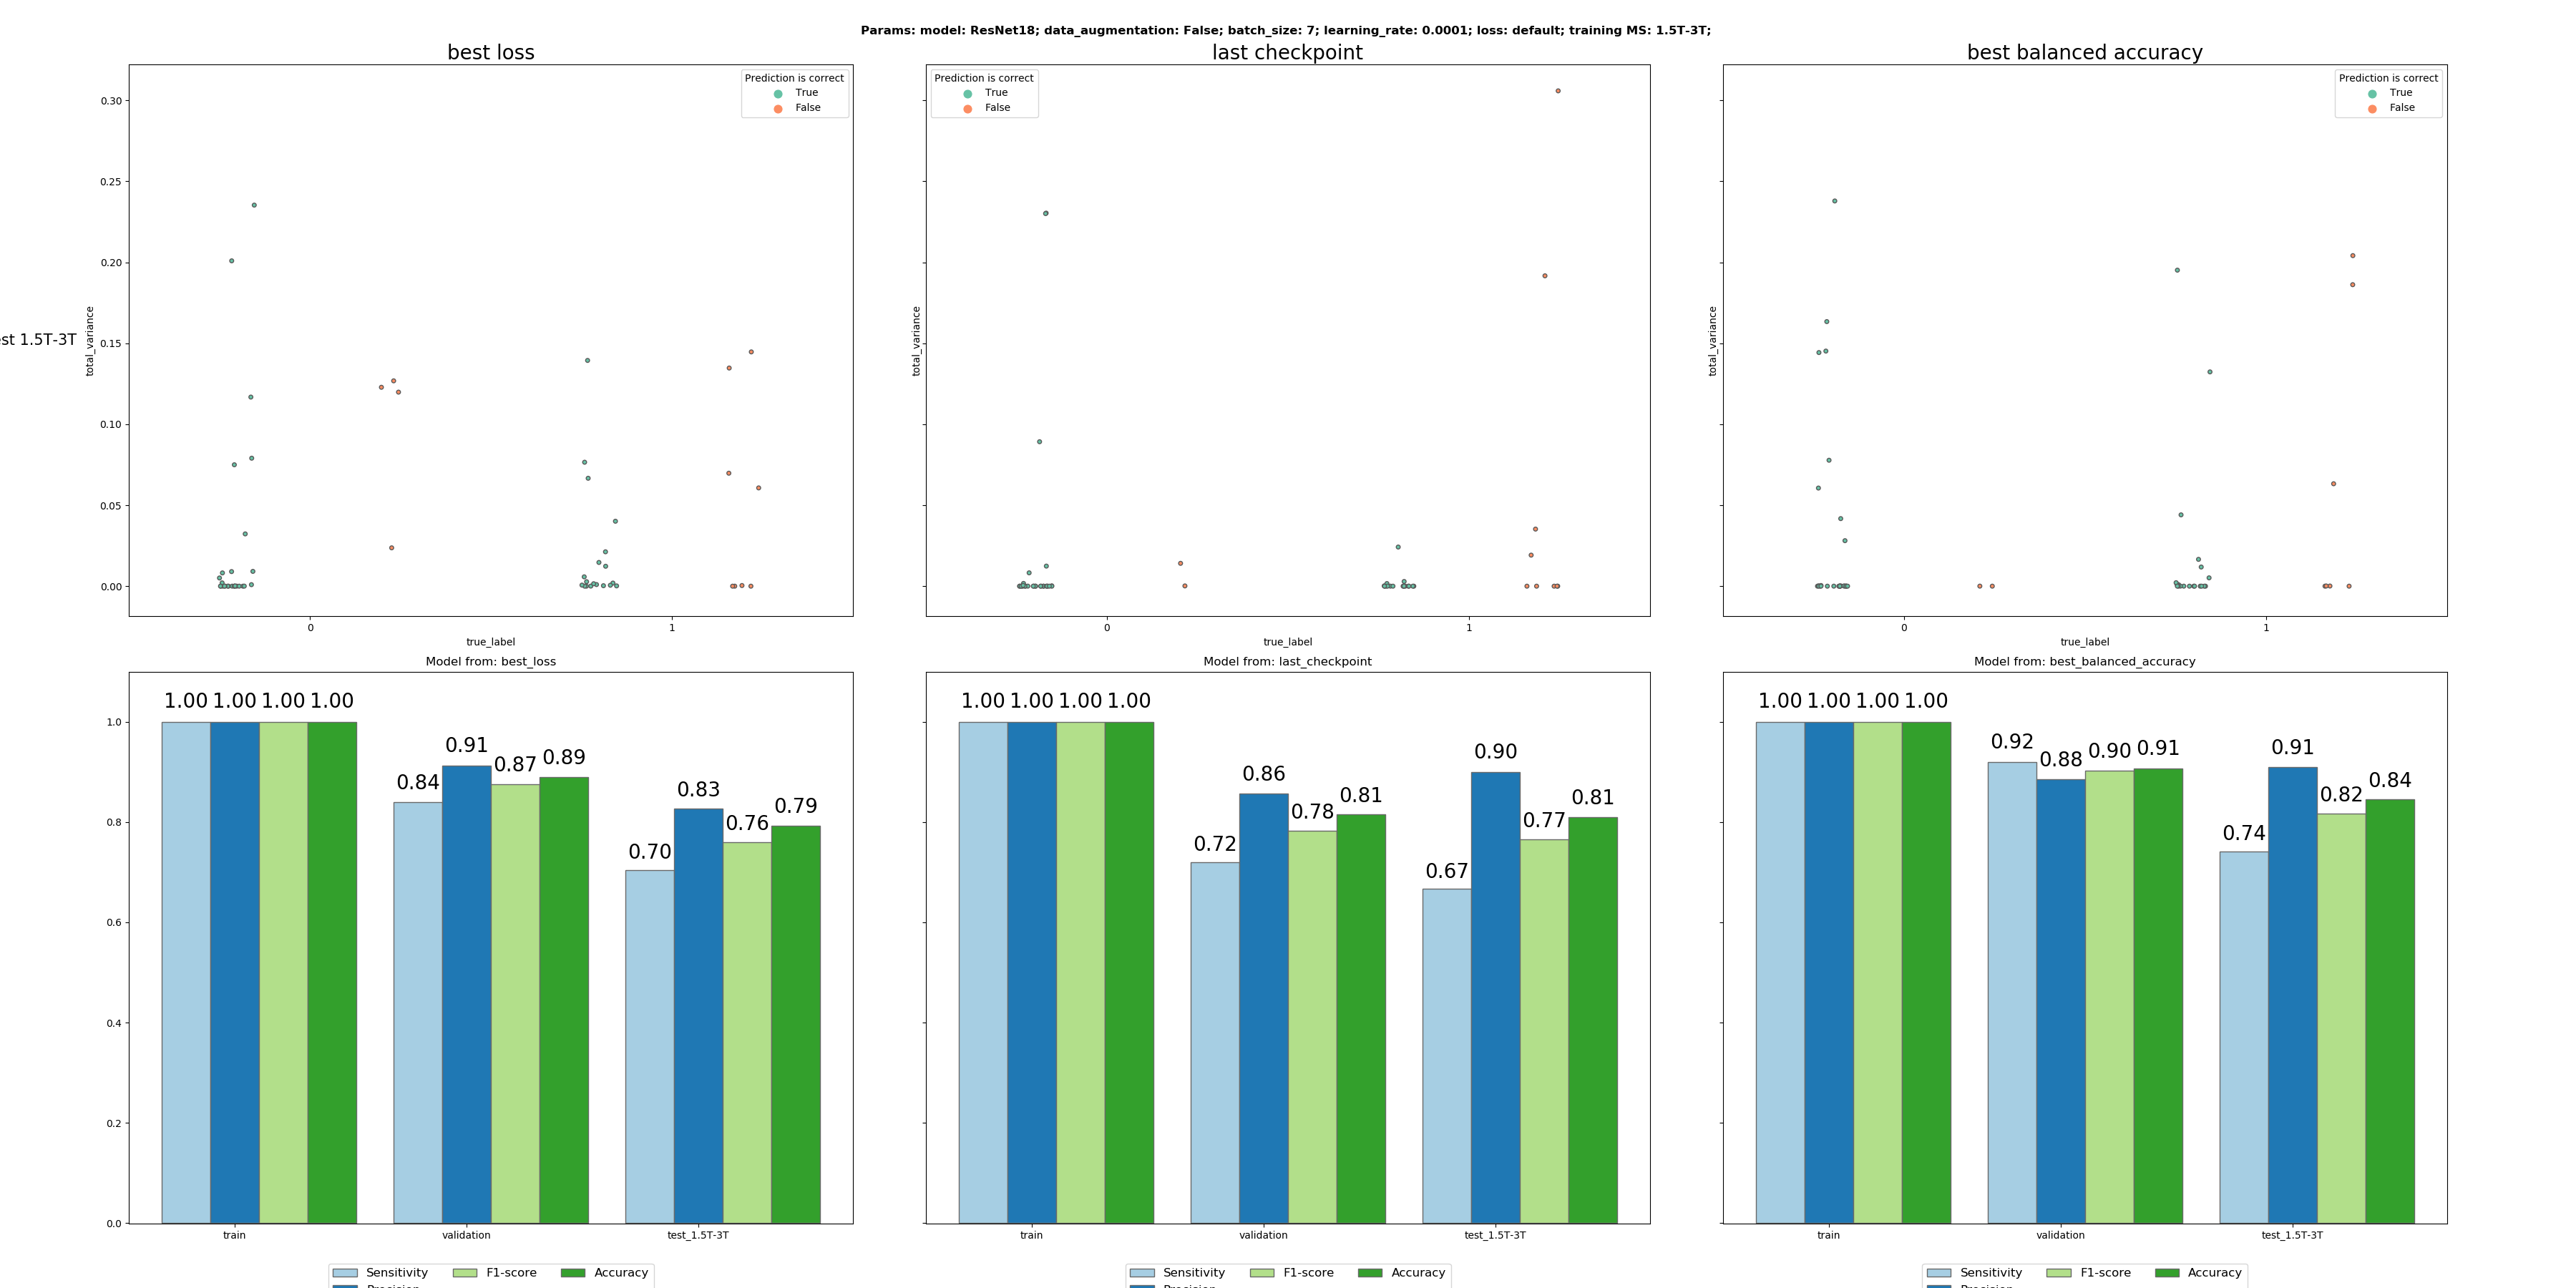 Params: model: ResNet18; data_augmentation: False; batch_size: 7; learning_rate: 0.0001; loss: default; training MS: 1.5T-3T;
best loss
last checkpoint
best balanced accuracy
Prediction is correct
True
False
Prediction is correct
True
False
Prediction is correct
True
False
0.30
0.25
0.20
0.15
0.10
0.05
0.00
st 1.5T-3T
total_variance
total_variance
total_variance
0 1
0 1
0 1
true_label
true_label
true_label
Model from: best_loss
Model from: last_checkpoint
Model from: best_balanced_accuracy
1.0
0.8
0.6
0.4
0.2
0.0
1.00 1.00 1.00 1.00
0.84 0.91 0.87 0.89
0.70 0.83 0.76 0.79
1.00 1.00 1.00 1.00
0.72 0.86 0.78 0.81
0.67 0.90 0.77 0.81
1.00 1.00 1.00 1.00
0.92 0.88 0.90 0.91
0.74 0.91 0.82 0.84
train validation test_1.5T-3T
train validation test_1.5T-3T
train validation test_1.5T-3T
Sensitivity F1-score Accuracy
Precision
Sensitivity F1-score Accuracy
Precision
Sensitivity F1-score Accuracy
Precision